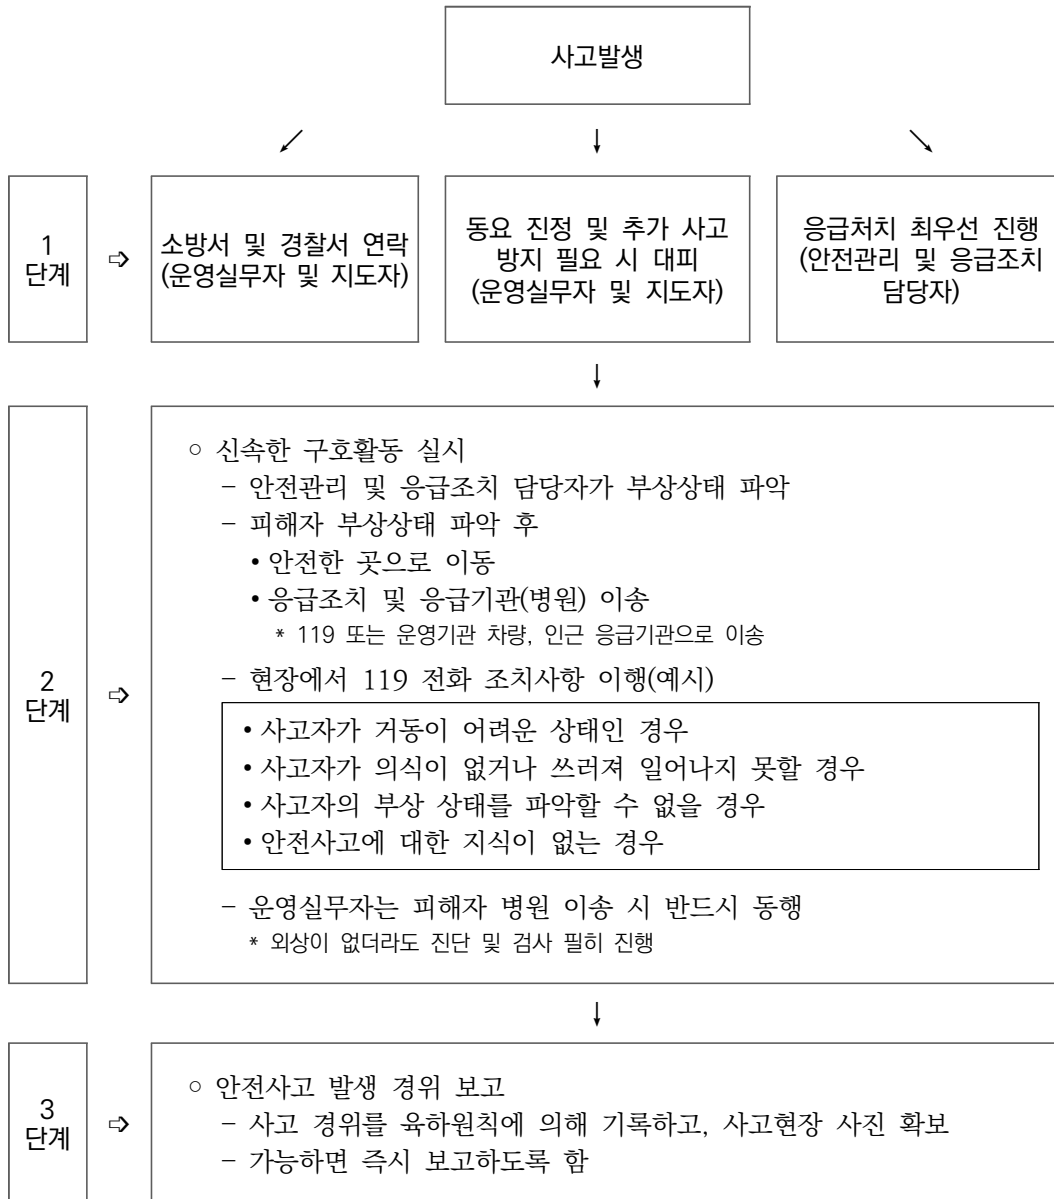 사고발생
1
단계
소방서 및 경찰서 연락
(운영실무자 및 지도자)
동요 진정 및 추가 사고
방지 필요 시 대피
(운영실무자 및 지도자)
응급처치 최우선 진행
(안전관리 및 응급조치
담당자)
2
단계
○ 신속한 구호활동 실시
- 안전관리 및 응급조치 담당자가 부상상태 파악
- 피해자 부상상태 파악 후
• 안전한 곳으로 이동
• 응급조치 및 응급기관(병원) 이송
* 119 또는 운영기관 차량, 인근 응급기관으로 이송
- 현장에서 119 전화 조치사항 이행(예시)
• 사고자가 거동이 어려운 상태인 경우
• 사고자가 의식이 없거나 쓰러져 일어나지 못할 경우
• 사고자의 부상 상태를 파악할 수 없을 경우
• 안전사고에 대한 지식이 없는 경우
- 운영실무자는 피해자 병원 이송 시 반드시 동행
* 외상이 없더라도 진단 및 검사 필히 진행
3
단계
○ 안전사고 발생 경위 보고
- 사고 경위를 육하원칙에 의해 기록하고, 사고현장 사진 확보
- 가능하면 즉시 보고하도록 함